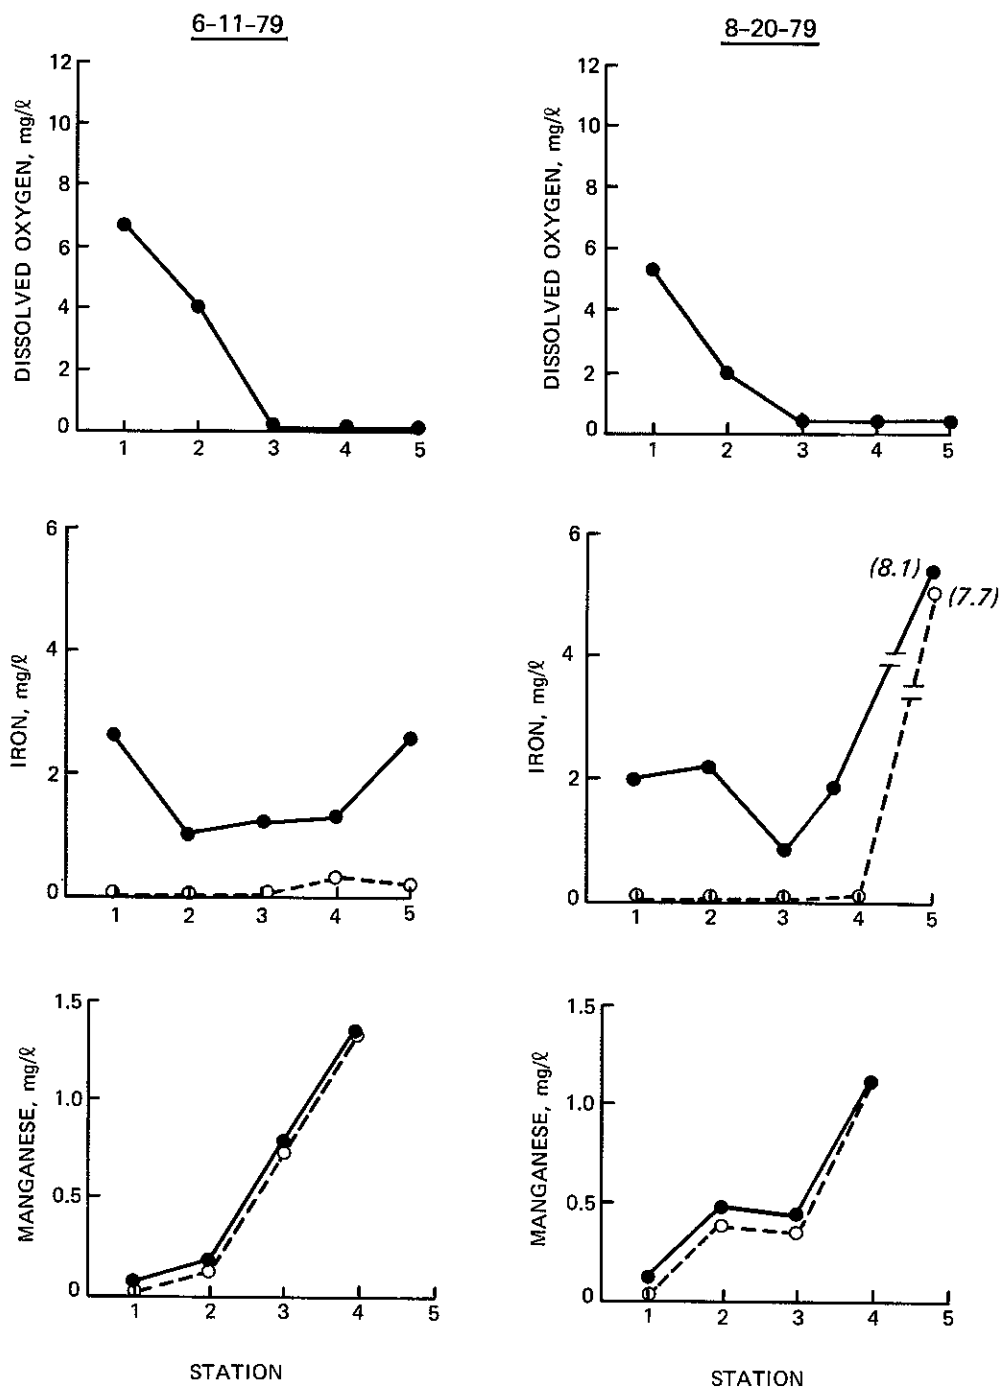 6-11-79
8-20-79
DISSOLVED OXYGEN, mg/ℓ
12
10
8
6
4
2
0
1 2 3 4 5
DISSOLVED OXYGEN, mg/ℓ
12
10
8
6
4
2
0
1 2 3 4 5
IRON, mg/ℓ
6
4
2
0
1 2 3 4 5
IRON, mg/ℓ
6
4
2
0
(8.1)
(7.7)
1 2 3 4 5
MANGANESE, mg/ℓ
1.5
1.0
0.5
0
1 2 3 4 5
STATION
MANGANESE, mg/ℓ
1.5
1.0
0.5
0
1 2 3 4 5
STATION